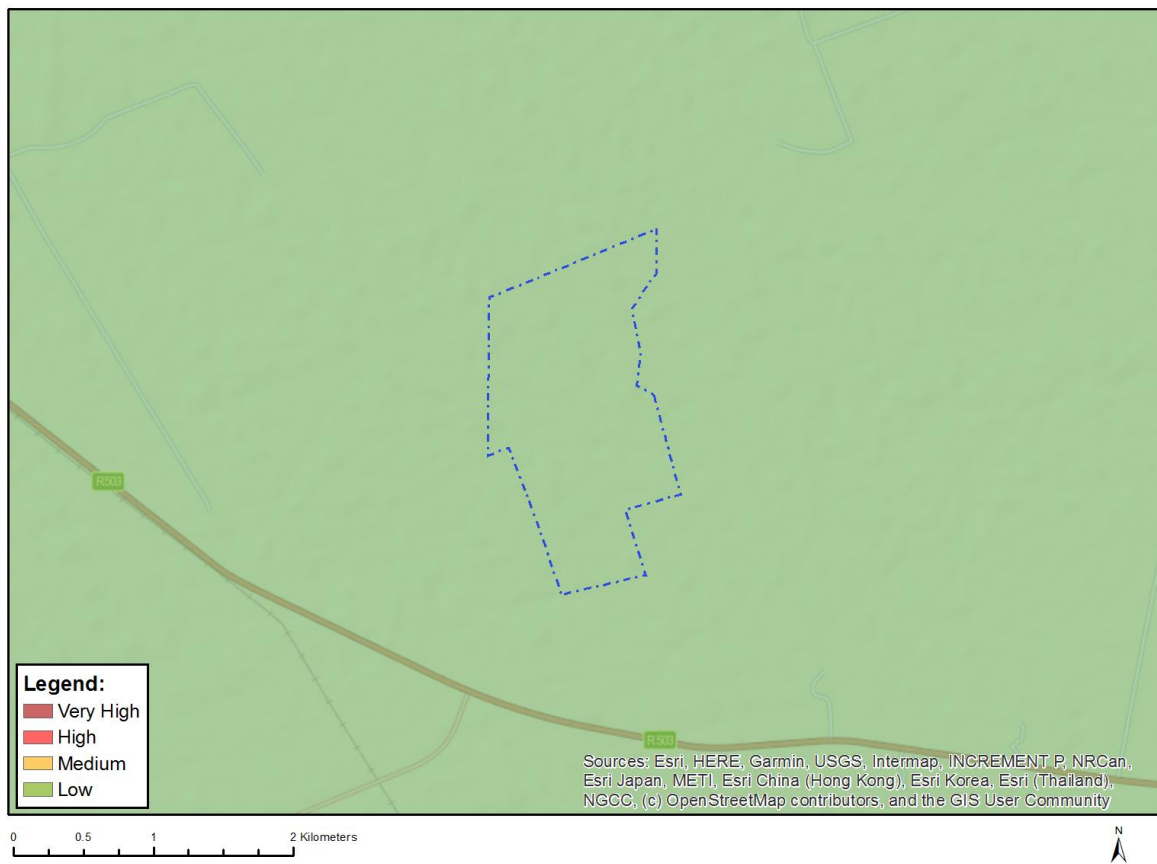 R503
Legend:
Very High
High
Medium
Low
R503
Sources: Esri, HERE, Garmin, USGS, Intermap, INCREMENT P, NRCan,
Esri Japan, METI, Esri China (Hong Kong), Esri Korea, Esri (Thailand),
NGCC, (c) OpenStreetMap contributors, and the GIS User Community
0 0.5 1 2 Kilometers
N